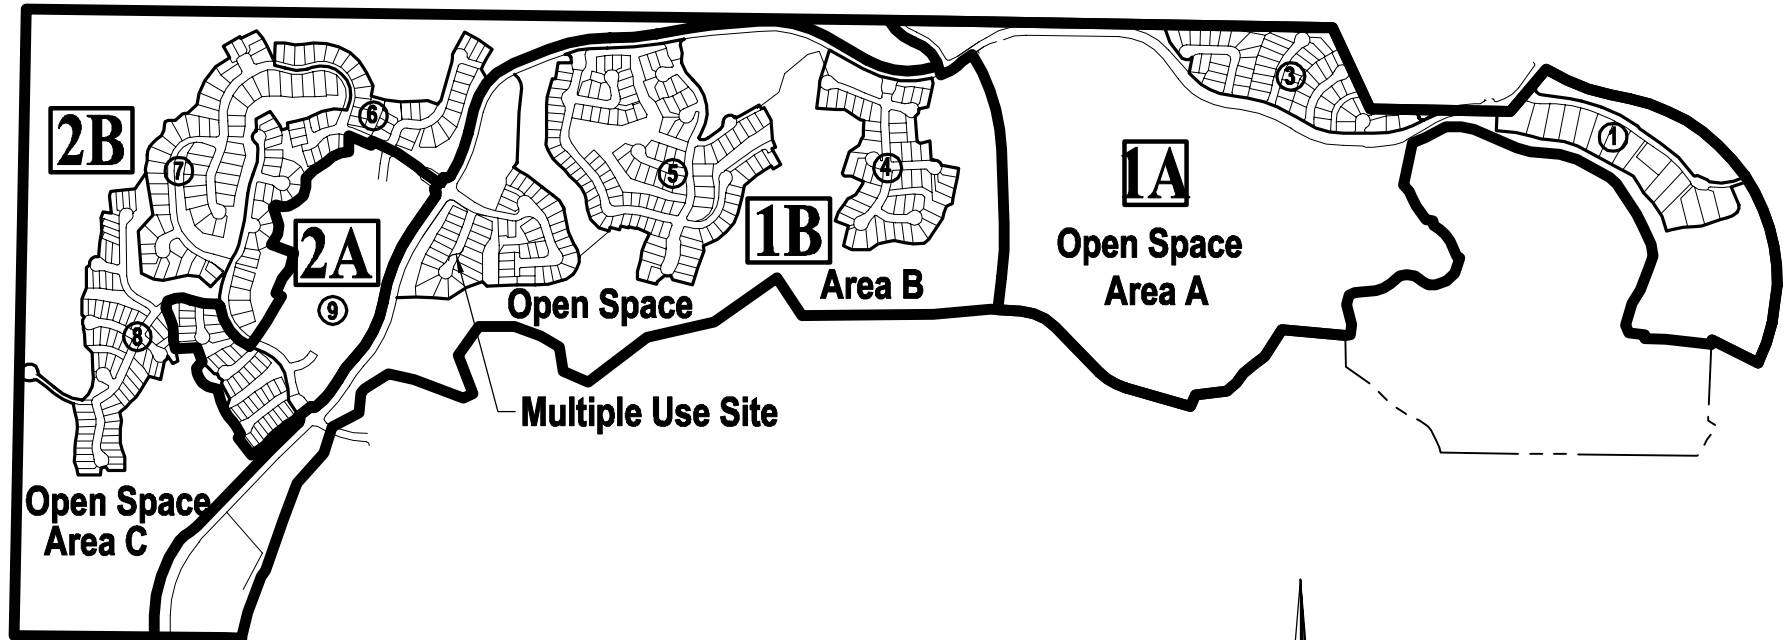 3
1
6
2B
1A
7
5
4
1B
2A
Open Space
Area A
Area B
Open Space
9
8
Multiple Use Site
Open Space
Area C